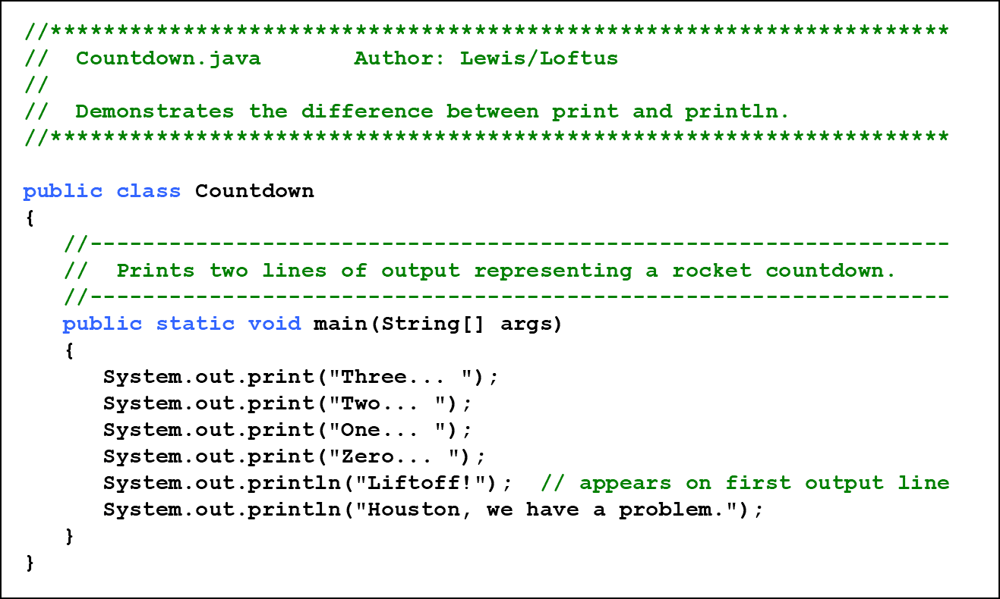 //********************************************************************
//  Countdown.java       Author: Lewis/Loftus
//
//  Demonstrates the difference between print and println.
//********************************************************************
public class Countdown
{
   //-----------------------------------------------------------------
   //  Prints two lines of output representing a rocket countdown.
   //-----------------------------------------------------------------
   public static void main(String[] args)
   {
      System.out.print("Three... ");
      System.out.print("Two... ");
      System.out.print("One... ");
      System.out.print("Zero... ");
      System.out.println("Liftoff!");  // appears on first output line
      System.out.println("Houston, we have a problem.");
   }
}